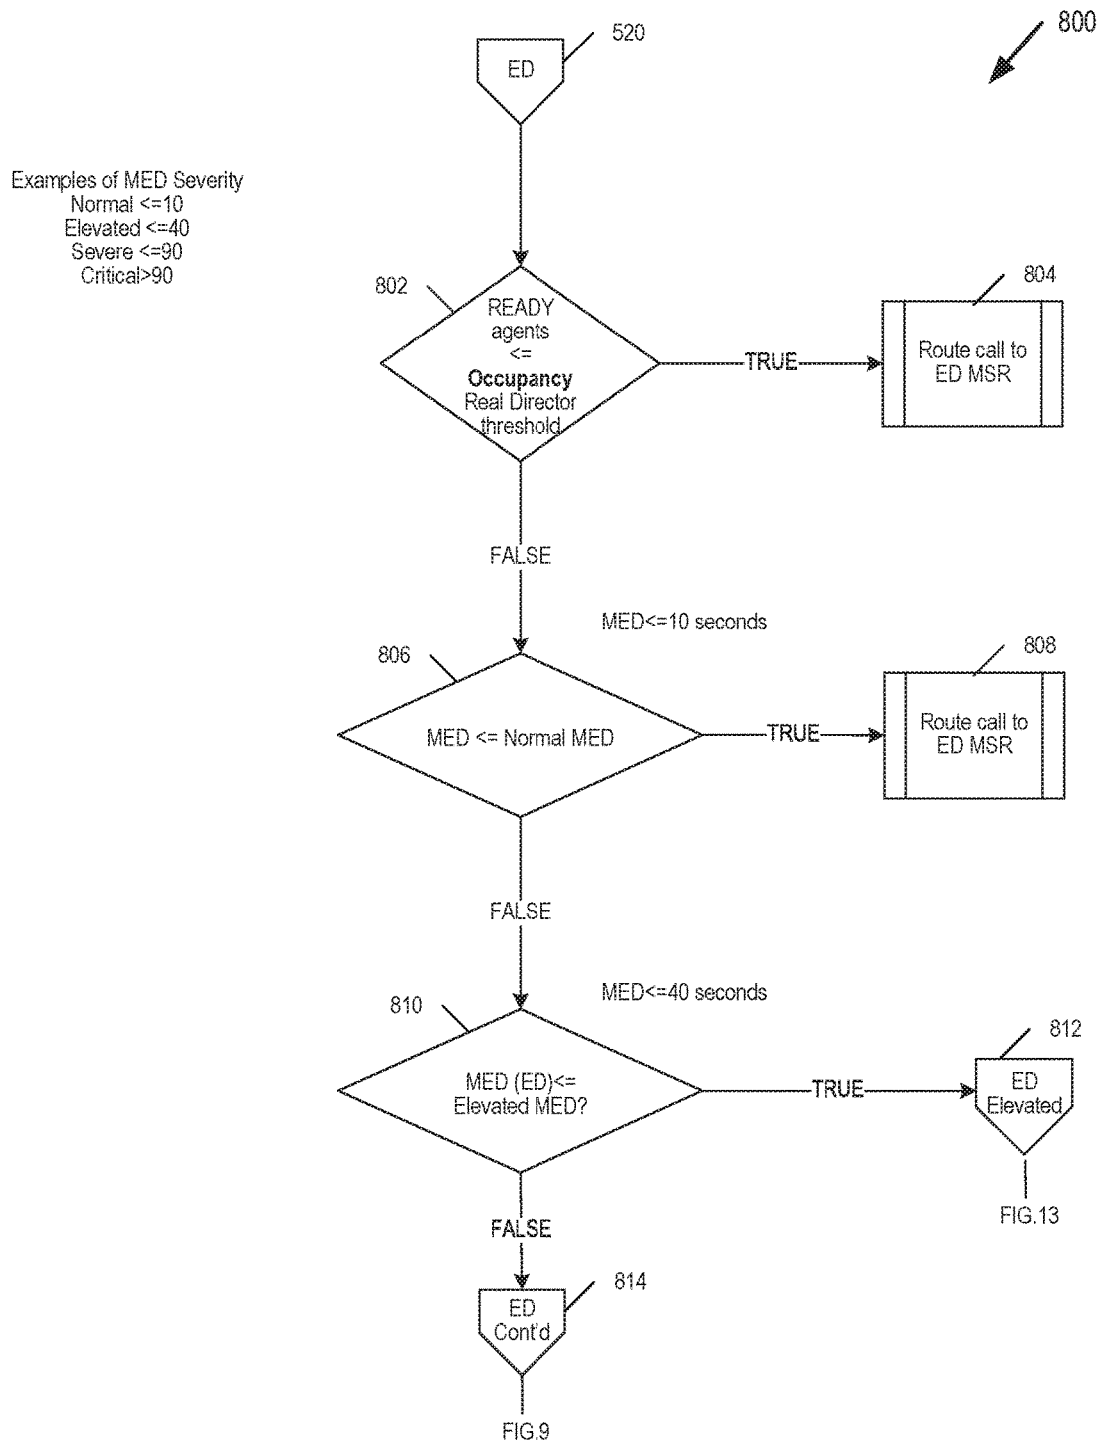 800
520
ED
Examples of MED Severity
Normal <=10
Elevated <=40
Severe <=90
Critical>90
802
READY
agents
<=
Occupancy
Real Director
threshold
TRUE
804
Route call to
ED MSR
FALSE
MED<=10 seconds
806
MED <= Normal MED
TRUE
808
Route call to
ED MSR
FALSE
MED<=40 seconds
810
MED (ED)<=
Elevated MED?
TRUE
812
ED
Elevated
FIG.13
FALSE
814
ED
Cont'd
FIG.9